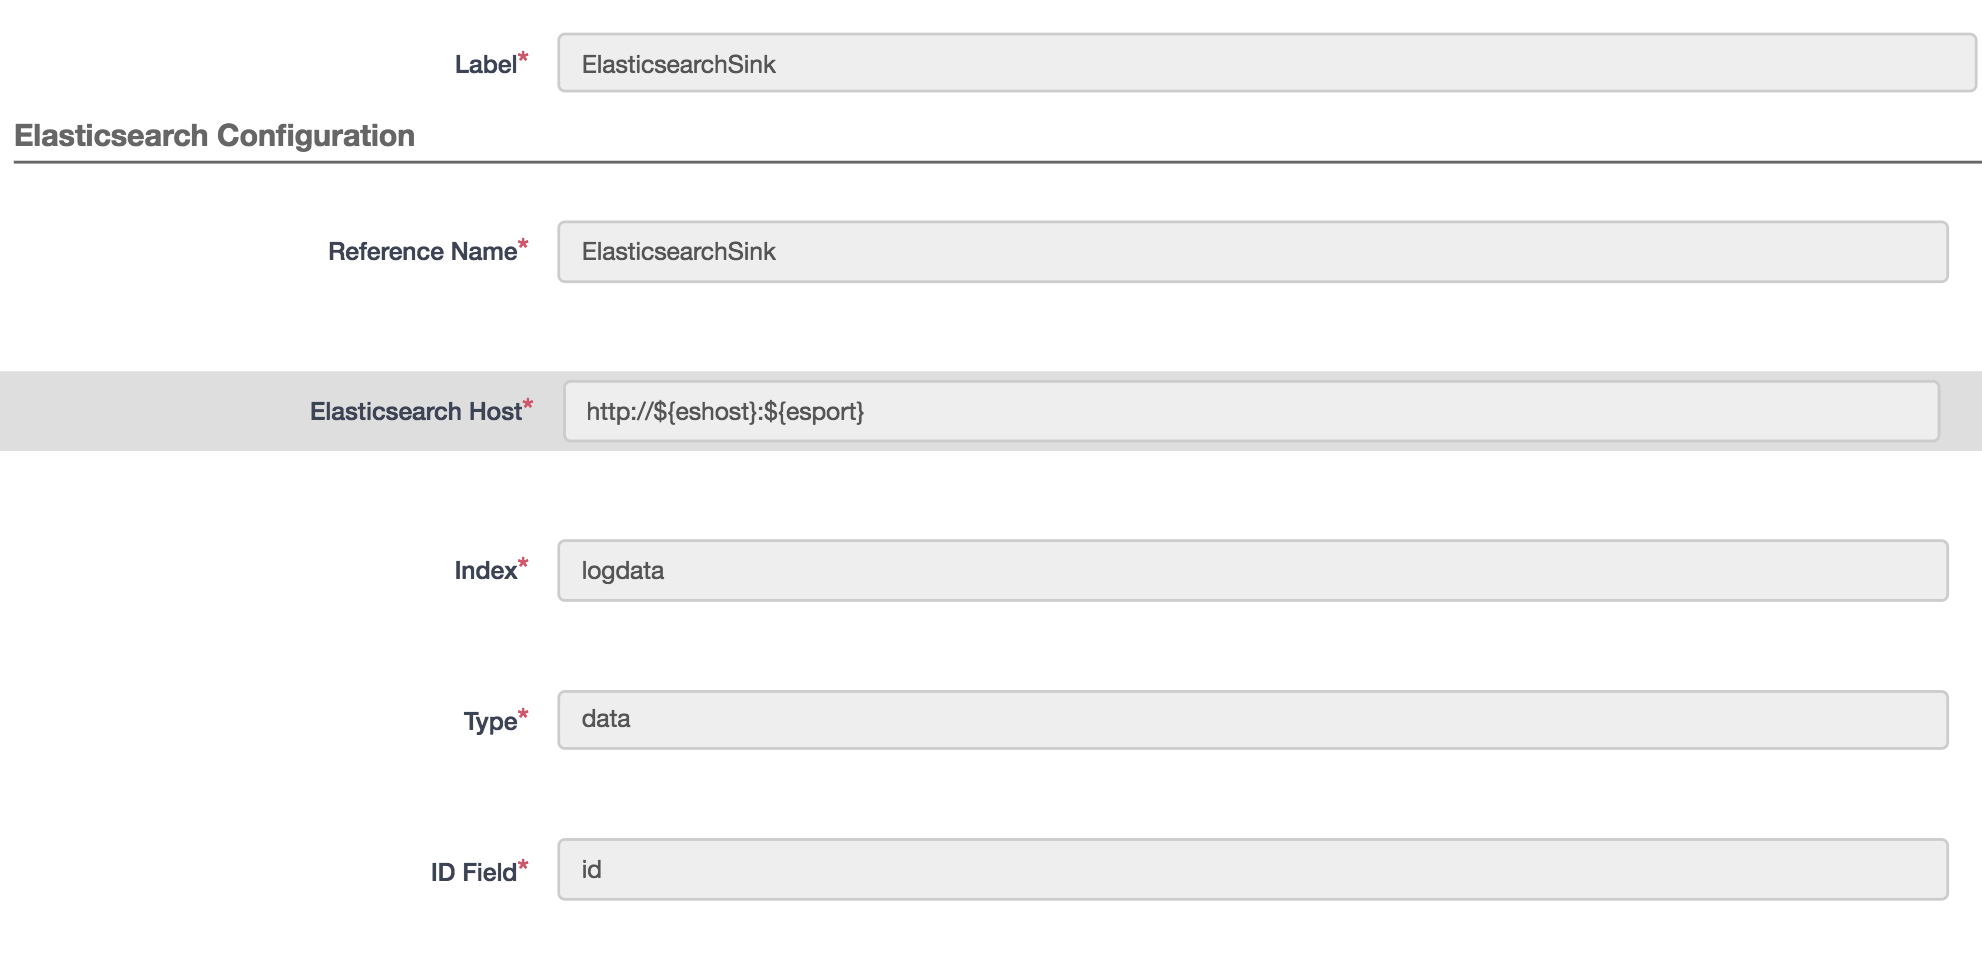 Label* ElasticsearchSink
Elasticsearch Configuration
Reference Name* ElasticsearchSink
Elasticsearch Host* http://${eshost}:${esport}
Index* logdata
Type* data
ID Field* id